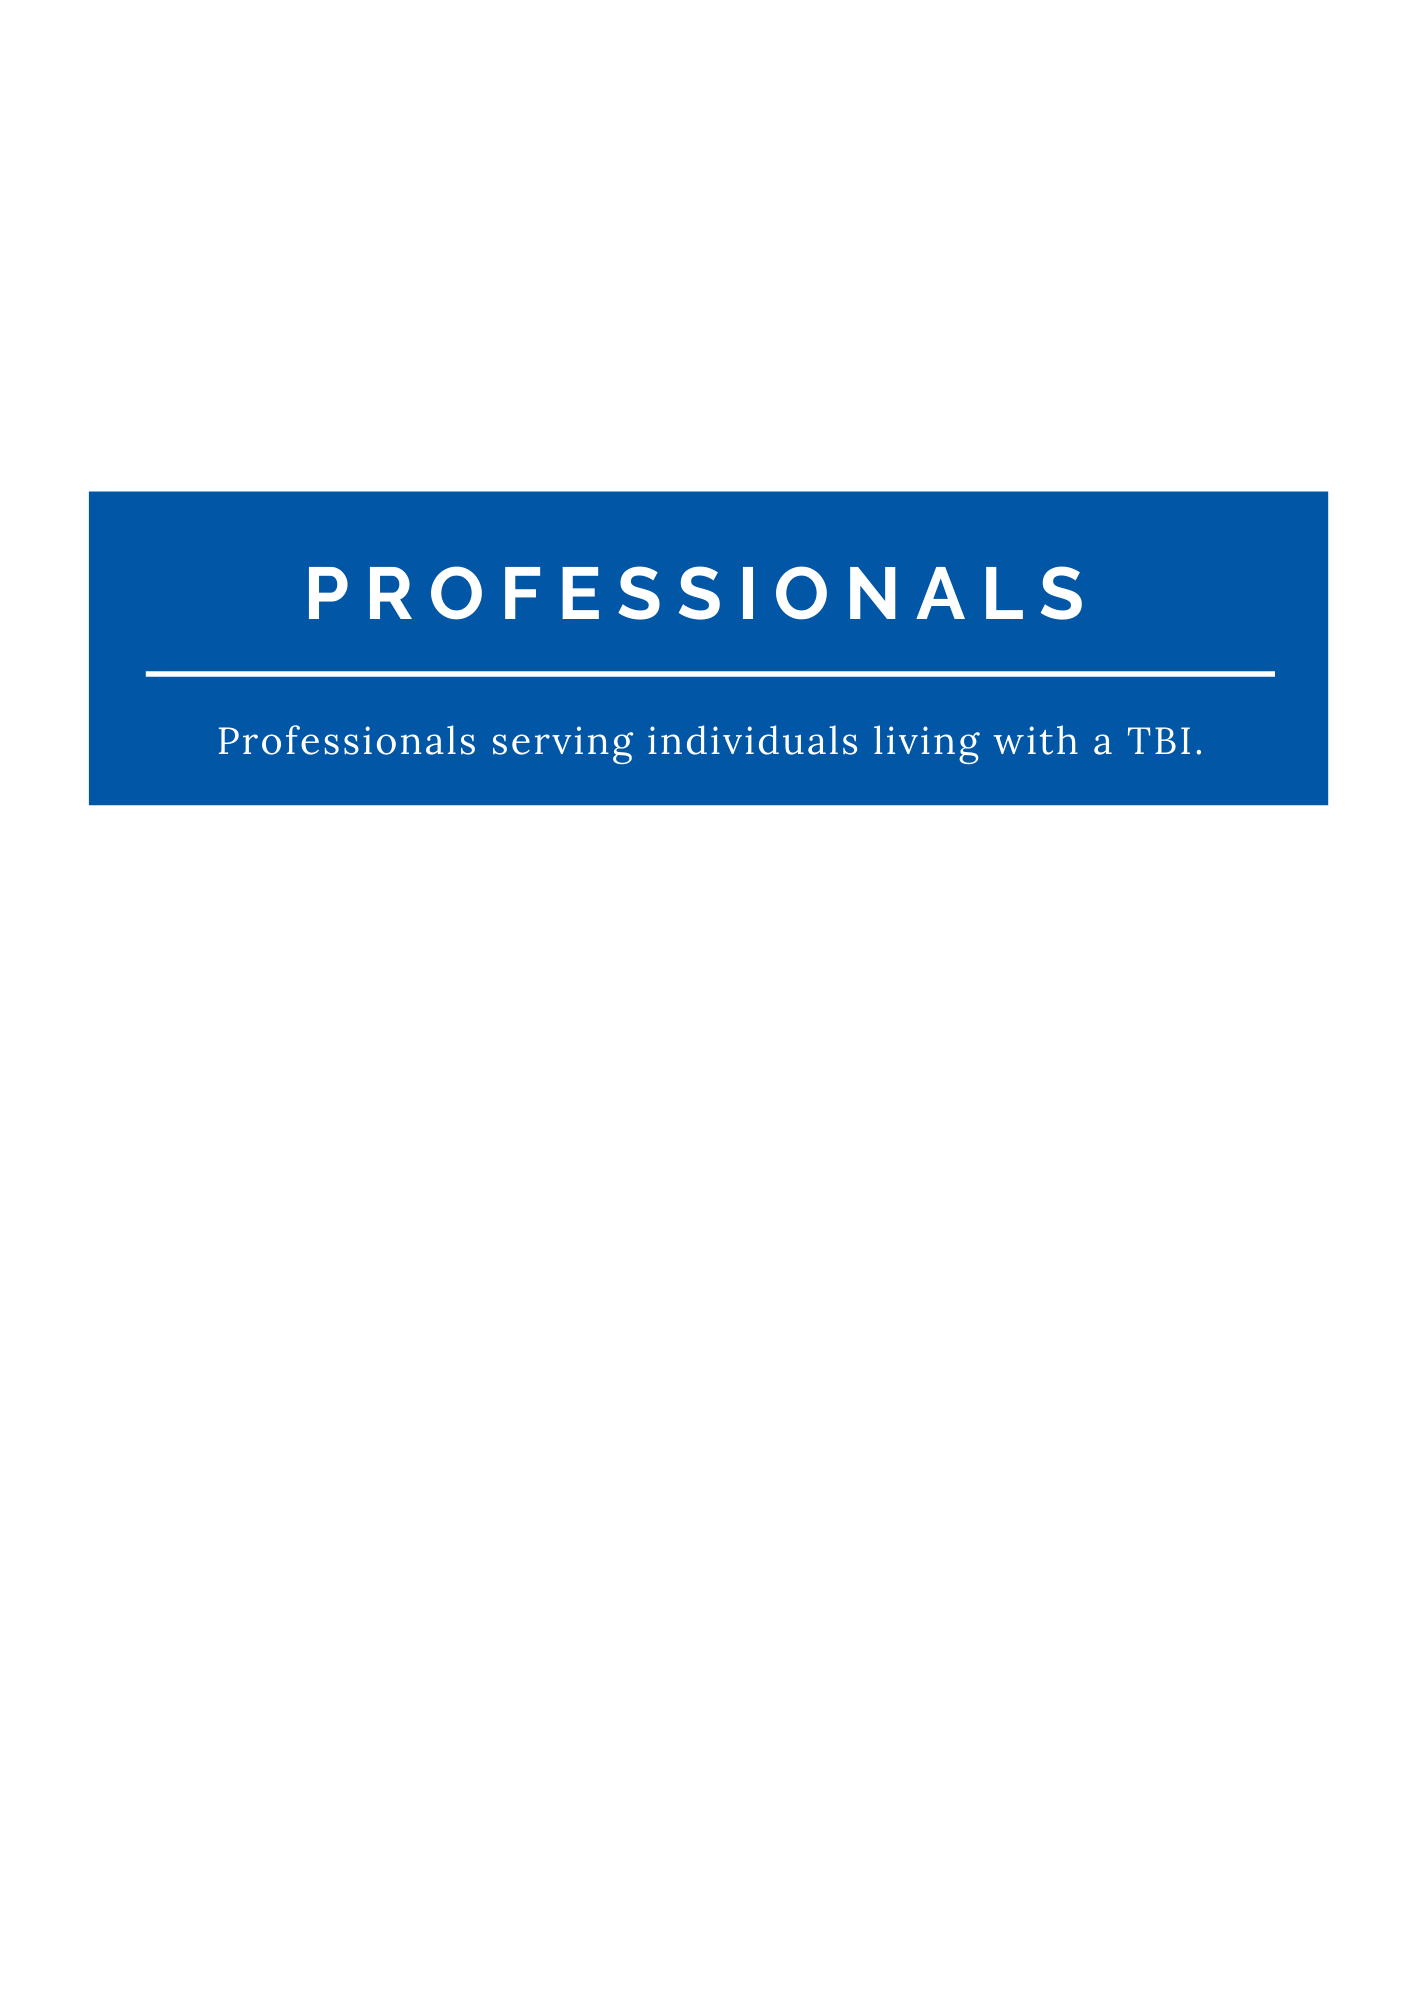 PROFESSIONALS
Professionals serving individuals living with a TBI.